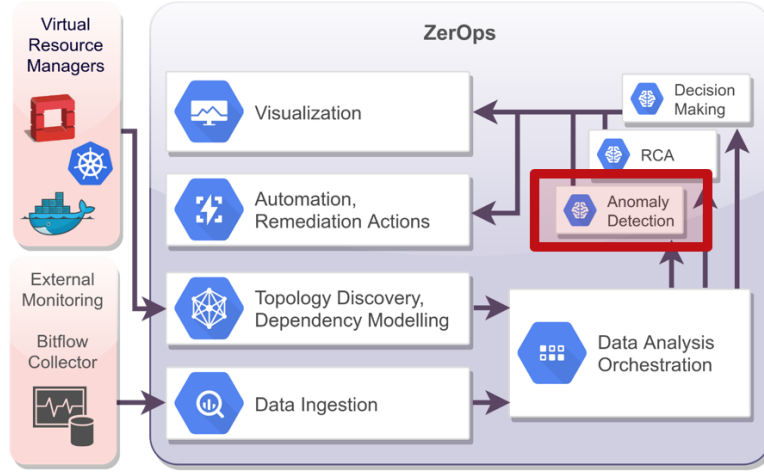 Virtual
Resource
Managers
External
Monitoring
Bitflow
Collector
ZerOps
Visualization
Automation,
Remediation Actions
Topology Discovery,
Dependency Modelling
Data Ingestion
Decision
Making
RCA
Anomaly
Detection
Data Analysis
Orchestration